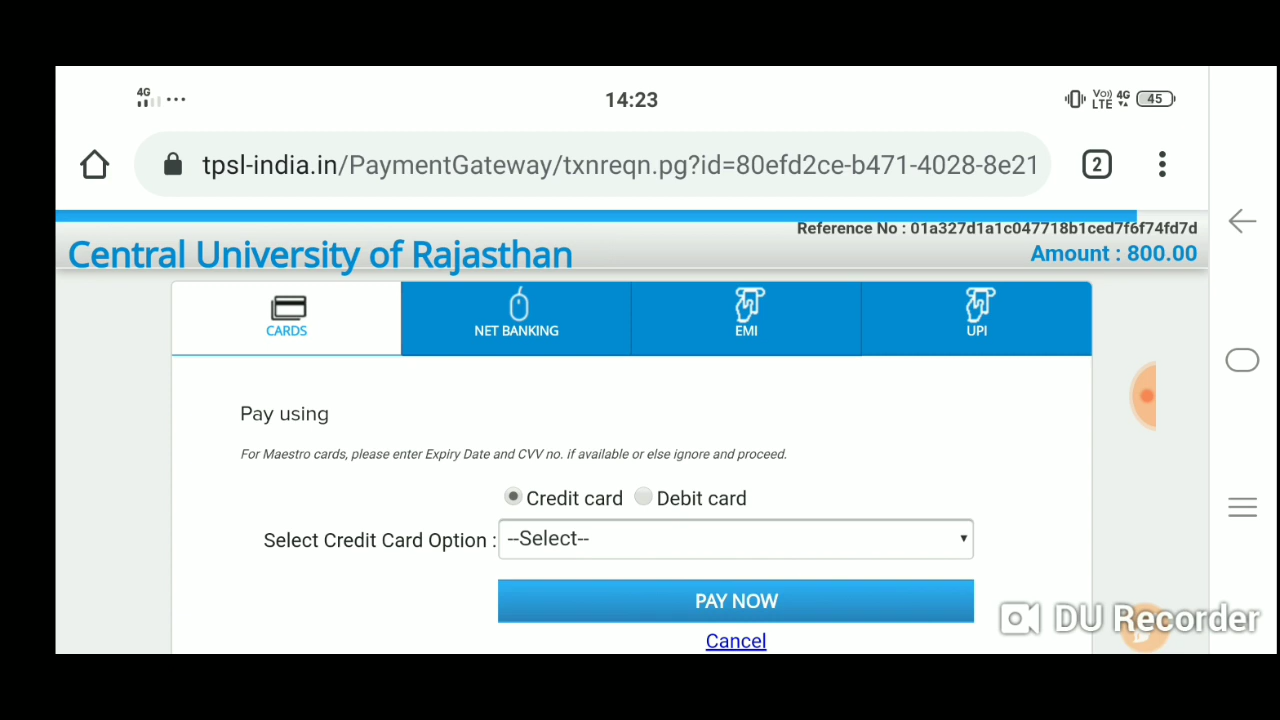 4G ... 14:23 Vo)) LTE 4G 45
tpsl-india.in/PaymentGateway/txnreqn.pg?id=80efd2ce-b471-4028-8e21 2
Reference No : 01a327d1a1c047718b1ced7f6f74fd7d
Central University of Rajasthan
Amount : 800.00
CARDS NET BANKING EMI UPI
Pay using
For Maestro cards, please enter Expiry Date and CVV no. if available or else ignore and proceed.
Credit card Debit card
Select Credit Card Option : --Select--
PAY NOW
DU Recorder
Cancel